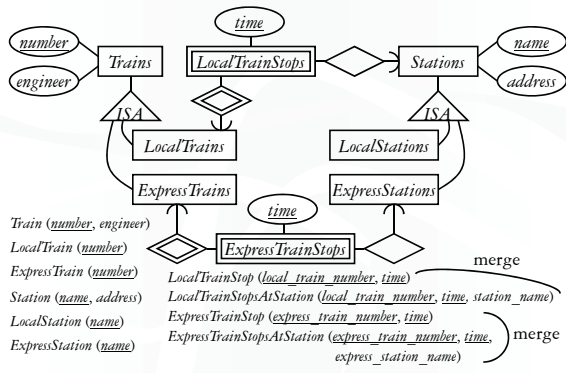 time
number
Trains
LocalTrainStops
Stations
name
engineer
address
ISA
ISA
LocalTrains
LocalStations
ExpressTrains
ExpressStations
time
ExpressTrainStops
Train (number, engineer)
LocalTrain (number)
ExpressTrain (number)
Station (name, address)
LocalStation (name)
ExpressStation (name)
LocalTrainStop (local_train_number, time)
LocalTrainStopsAtStation (local_train_number, time, station_name)
merge
ExpressTrainStop (express_train_number, time)
ExpressTrainStopsAtStation (express_train_number, time,
express_station_name)
merge